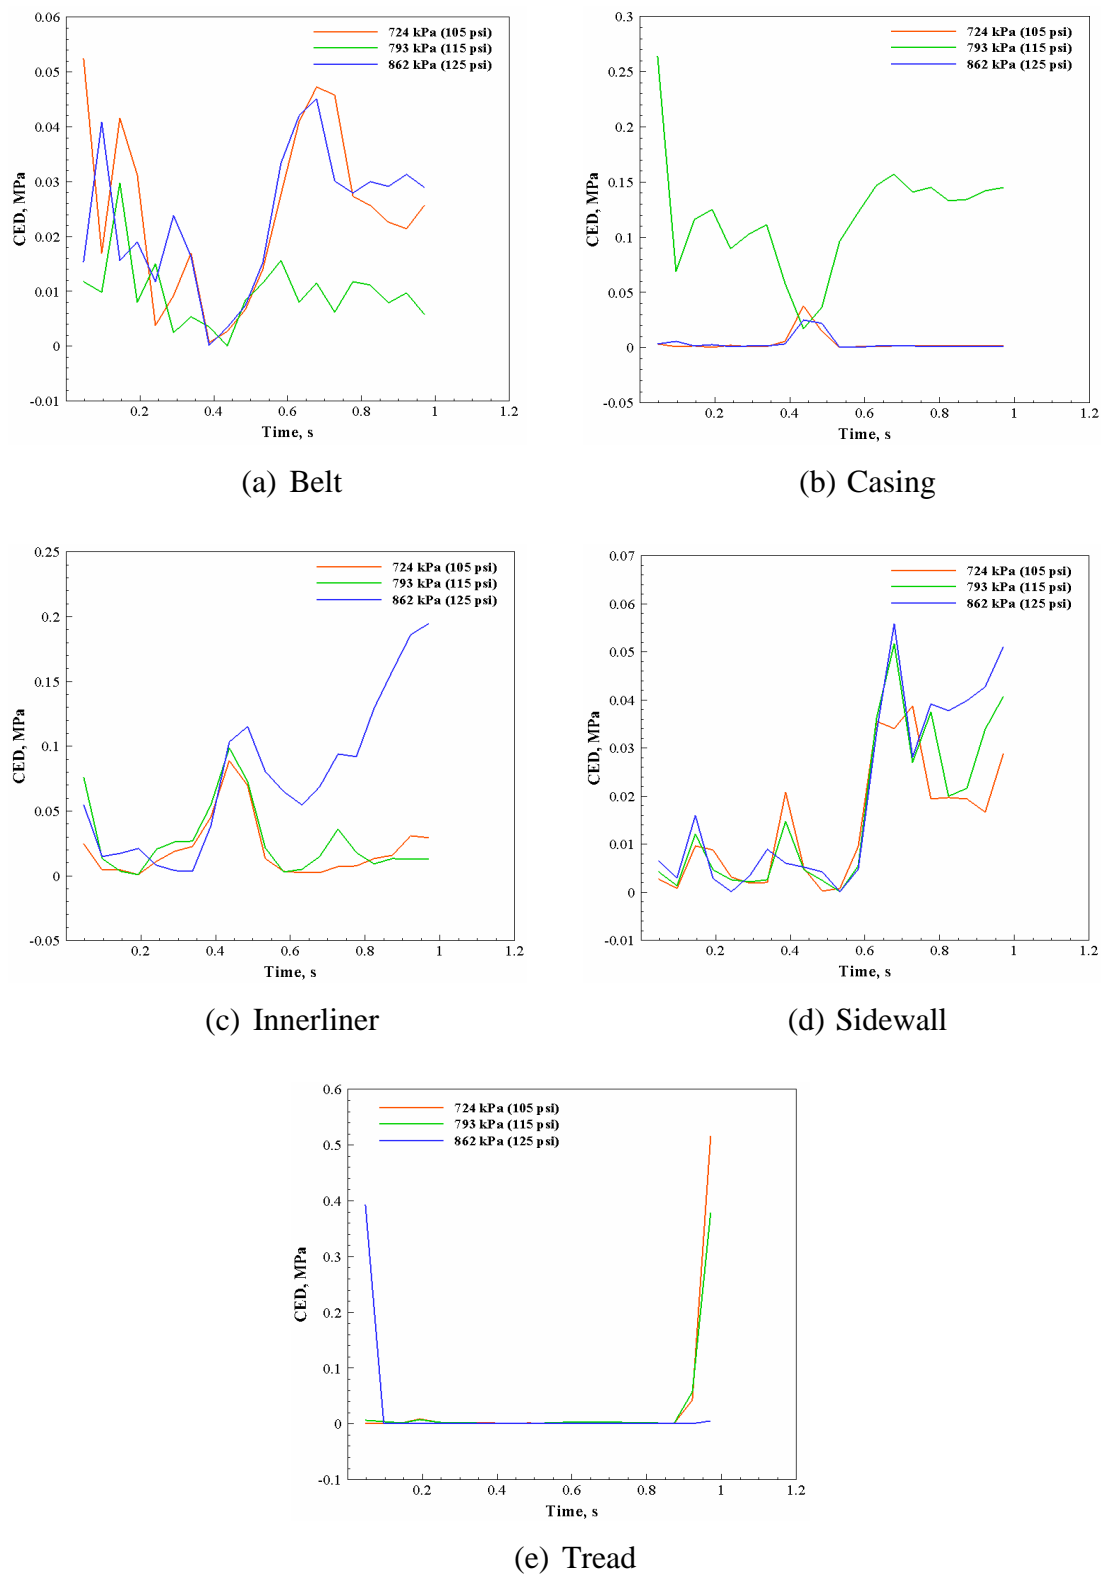 0.06
0.05
0.04
0.03
0.02
0.01
0
-0.01
CED, MPa
724 kPa (105 psi)
793 kPa (115 psi)
862 kPa (125 psi)
0.2 0.4 0.6 0.8 1 1.2
Time, s
(a) Belt
0.3
0.25
0.2
0.15
0.1
0.05
0
-0.05
CED, MPa
724 kPa (105 psi)
793 kPa (115 psi)
862 kPa (125 psi)
0.2 0.4 0.6 0.8 1 1.2
Time, s
(b) Casing
0.25
0.2
0.15
0.1
0.05
0
-0.05
CED, MPa
724 kPa (105 psi)
793 kPa (115 psi)
862 kPa (125 psi)
0.2 0.4 0.6 0.8 1 1.2
Time, s
(c) Innerliner
0.07
0.06
0.05
0.04
0.03
0.02
0.01
0
-0.01
CED, MPa
724 kPa (105 psi)
793 kPa (115 psi)
862 kPa (125 psi)
0.2 0.4 0.6 0.8 1 1.2
Time, s
(d) Sidewall
0.6
0.5
0.4
0.3
0.2
0.1
0
-0.1
CED, MPa
724 kPa (105 psi)
793 kPa (115 psi)
862 kPa (125 psi)
0.2 0.4 0.6 0.8 1 1.2
Time, s
(e) Tread